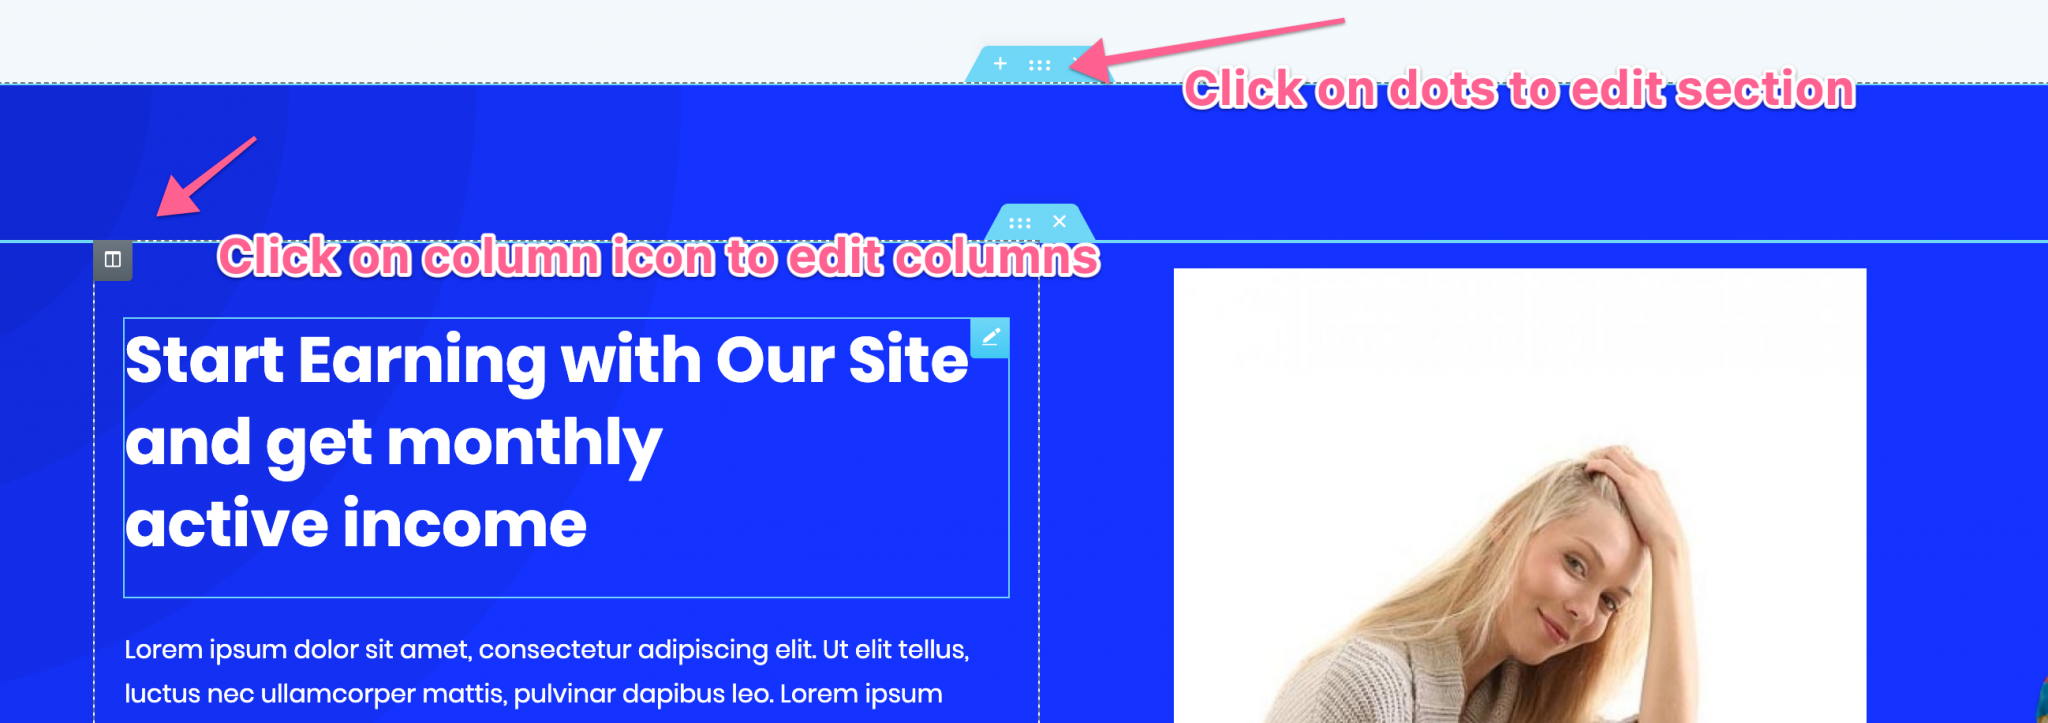 Click on dots to edit section
Click on column icon to edit columns
Start Earning with Our Site
and get monthly
active income
Lorem ipsum dolor sit amet, consectetur adipiscing elit. Ut elit tellus,
luctus nec ullamcorper mattis, pulvinar dapibus leo. Lorem ipsum